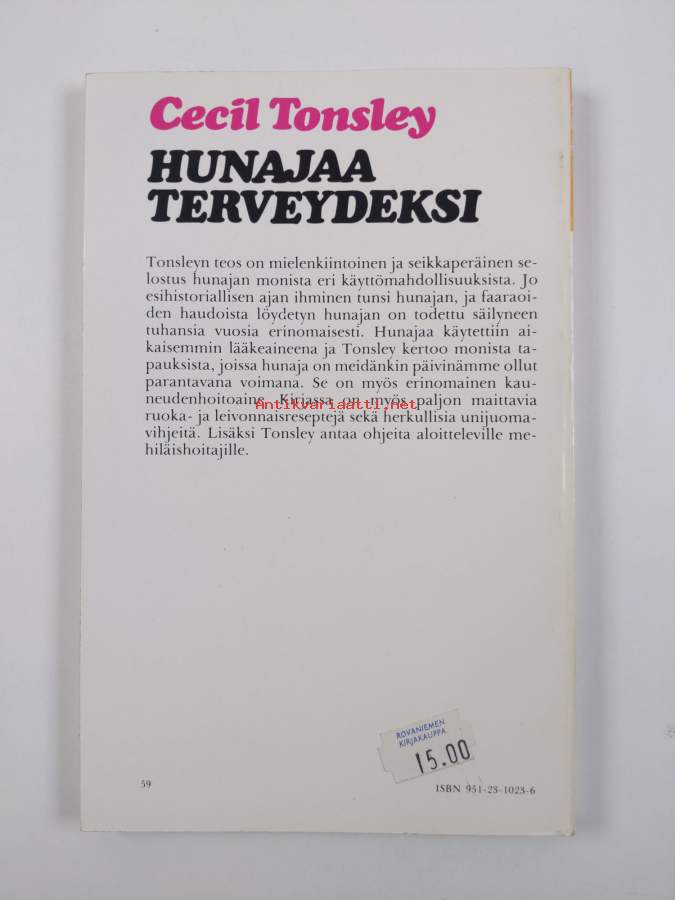 Cecil Tonsley
HUNAJAA
TERVEYDEKSI
Tonsleyn teos on mielenkiintoinen ja seikkaperäinen se-
lostus hunajan monista eri käyttömahdollisuuksista. Jo
esihistoriallisen ajan ihminen tunsi hunajan, ja faaraoi-
den haudoista löydetyn hunajan on todettu säilyneen
tuhansia vuosia erinomaisesti. Hunajaa käytettiin ai-
kaisemmin lääkeaineena ja Tonsley kertoo monista ta-
pauksista, joissa hunaja on meidänkin päivinämme ollut
parantavana voimana. Se on myös erinomainen kau-
neudenhoitoaine. Kirjassa on myös paljon maittavia
Antikvariaatti.net
ruoka- ja leivonnaisreseptejä sekä herkullisia unijuoma-
vihjeitä. Lisäksi Tonsley antaa ohjeita aloitteleville me-
hiläishoitajille.
ROVANIEMEN
KIRJAKAUPPA
15.00
59
ISBN 951-23-1023-6